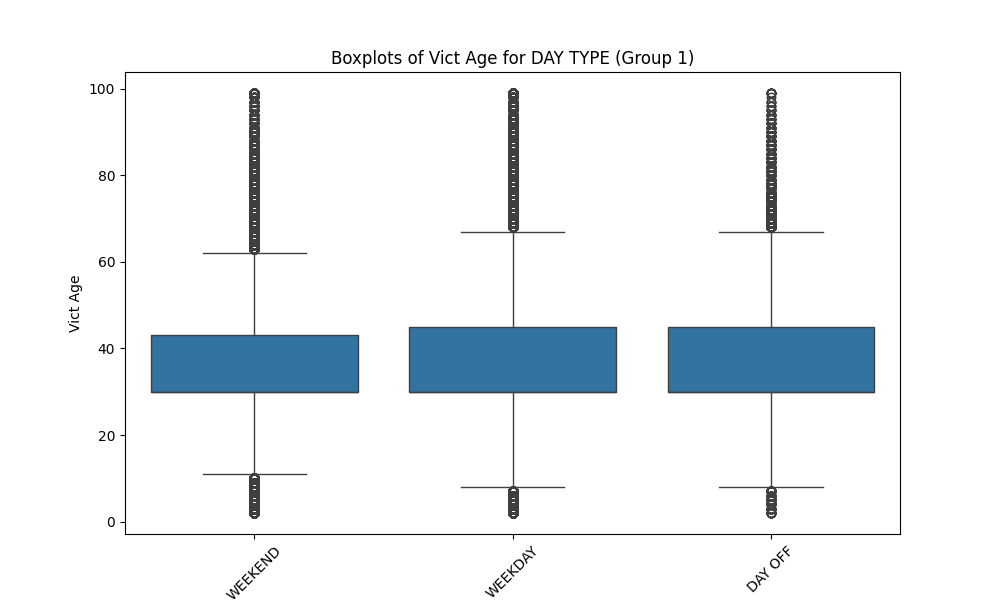 Boxplots of Vict Age for DAY TYPE (Group 1)
100
80
60
40
20
0
Vict Age
WEEKEND
WEEKDAY
DAY OFF